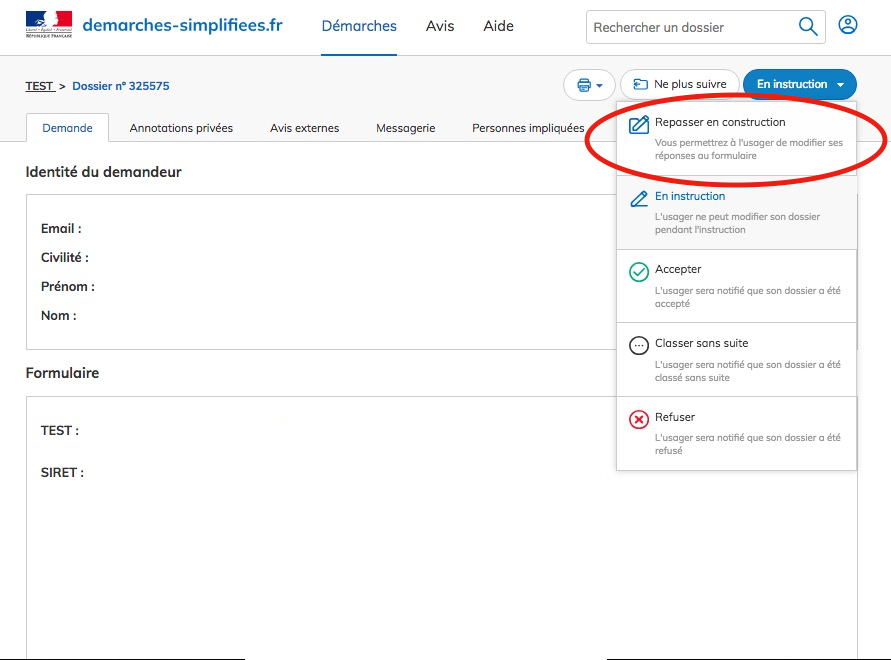 demarches-simplifiees.fr
Démarches
Avis
Aide
Rechercher un dossier
RÉPUBLIQUE FRANÇAISE
TEST > Dossier nº 325575
Ne plus suivre
En instruction
Demande
Annotations privées
Avis externes
Messagerie
Personnes impliquées
Repasser en construction
Vous permettrez à l'usager de modifier ses
réponses au formulaire
En instruction
L'usager ne peut modifier son dossier
pendant l'instruction
Accepter
L'usager sera notifié que son dossier a été
accepté
Classer sans suite
L'usager sera notifié que son dossier a été
classé sans suite
Refuser
L'usager sera notifié que son dossier a été
refusé
Identité du demandeur
Email :
Civilité :
Prénom :
Nom :
Formulaire
TEST :
SIRET :